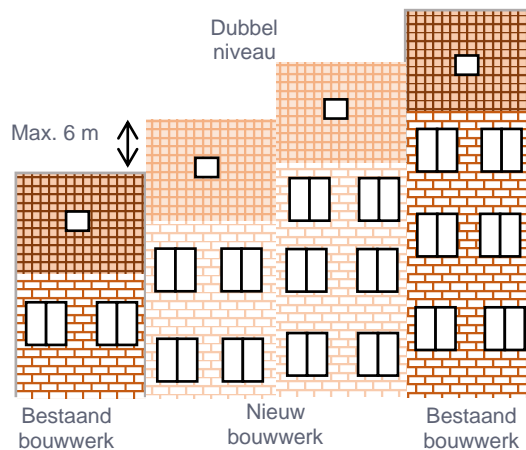 Dubbel
niveau
Max. 6 m
Bestaand
bouwwerk
Nieuw
bouwwerk
Bestaand
bouwwerk